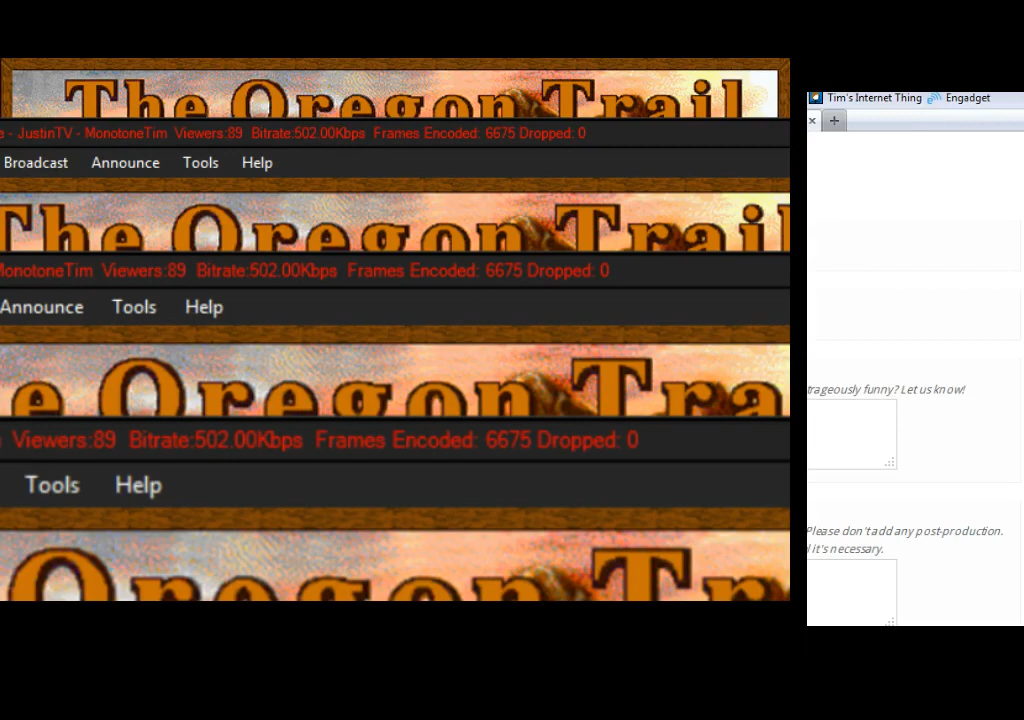 The Oregon Trail
e - JustinTV - MonotoneTim Viewers:89 Bitrate:502.00Kbps Frames Encoded: 6675 Dropped: 0
Broadcast Announce Tools Help
The Oregon Trail
MonotoneTim Viewers:89 Bitrate:502.00Kbps Frames Encoded: 6675 Dropped: 0
Announce Tools Help
e Oregon Tra
Viewers:89 Bitrate:502.00Kbps Frames Encoded: 6675 Dropped: 0
Tools Help
Oregon Tr
Tim's Internet Thing Engadget
trageously funny? Let us know!
Please don't add any post-production.
it's necessary.